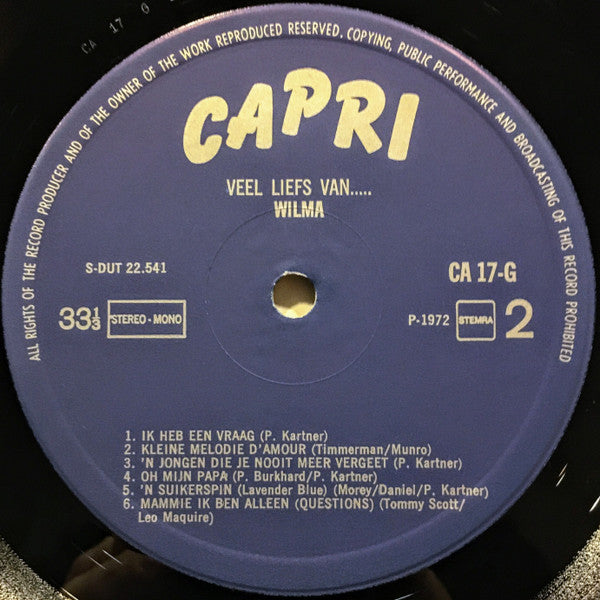 CA 17 G
ALL RIGHTS OF THE RECORD PRODUCER AND OF THE OWNER OF THE WORK REPRODUCED RESERVED, COPYING, PUBLIC PERFORMANCE AND BROADCASTING OF THIS RECORD PROHIBITED
CAPRI
VEEL LIEFS VAN.....
WILMA
S-DUT 22.541
CA 17-G
33⅓ STEREO-MONO
P-1972 STEMRA 2
1. IK HEB EEN VRAAG (P. Kartner)
2. KLEINE MELODIE D'AMOUR (Timmerman/Munro)
3. 'N JONGEN DIE JE NOOIT MEER VERGEET (P. Kartner)
4. OH MIJN PAPA (P. Burkhard/P. Kartner)
5. 'N SUIKERSPIN (Lavender Blue) (Morey/Daniel/P. Kartner)
6. MAMMIE IK BEN ALLEEN (QUESTIONS) (Tommy Scott/
Leo Maquire)